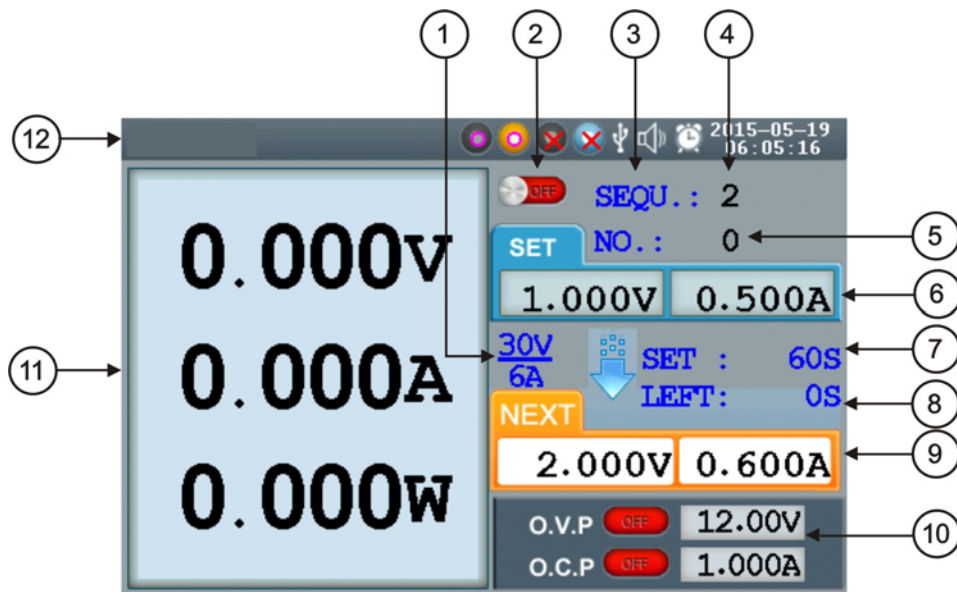 1 2 3 4
12
2015-05-19
06:05:16
OFF SEQU.: 2
NO.: 0 5
SET
1.000V 0.500A 6
0.000V
30V
6A
SET : 60S 7
LEFT: 0S 8
11 0.000A
NEXT
2.000V 0.600A 9
0.000W
O.V.P OFF 12.00V
10
O.C.P OFF 1.000A